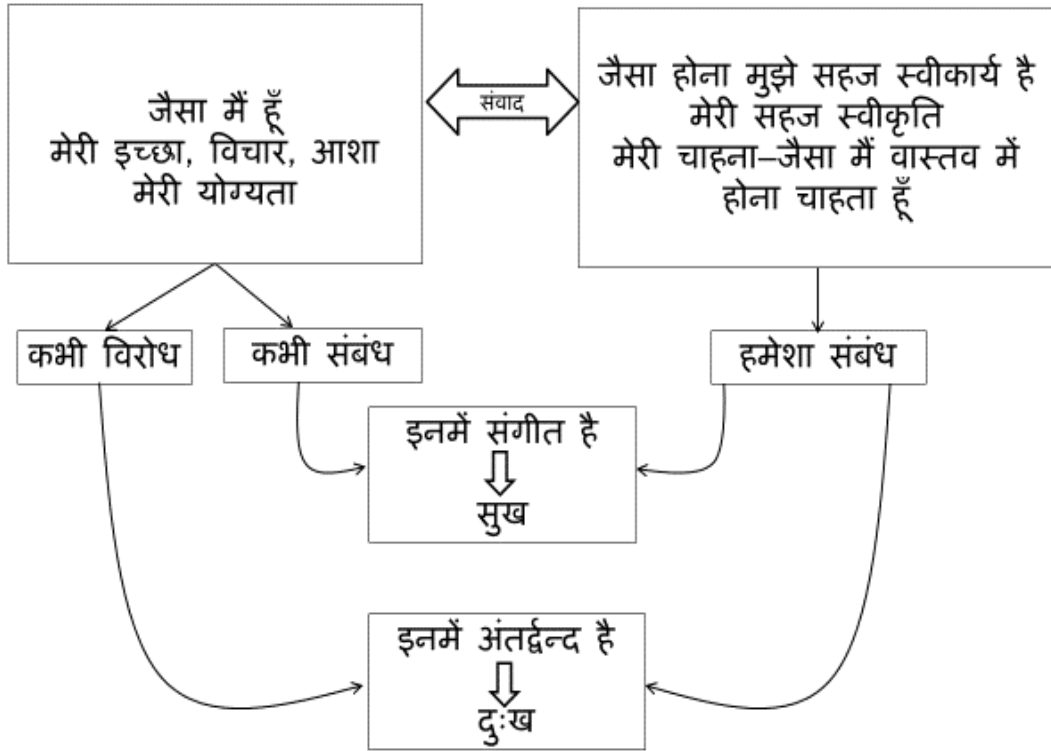 जैसा मैं हूँ
मेरी इच्छा, विचार, आशा
मेरी योग्यता
संवाद
जैसा होना मुझे सहज स्वीकार्य है
मेरी सहज स्वीकृति
मेरी चाहना–जैसा मैं वास्तव में
होना चाहता हूँ
कभी विरोध
कभी संबंध
हमेशा संबंध
इनमें संगीत है
सुख
इनमें अंतर्द्वन्द है
दुःख